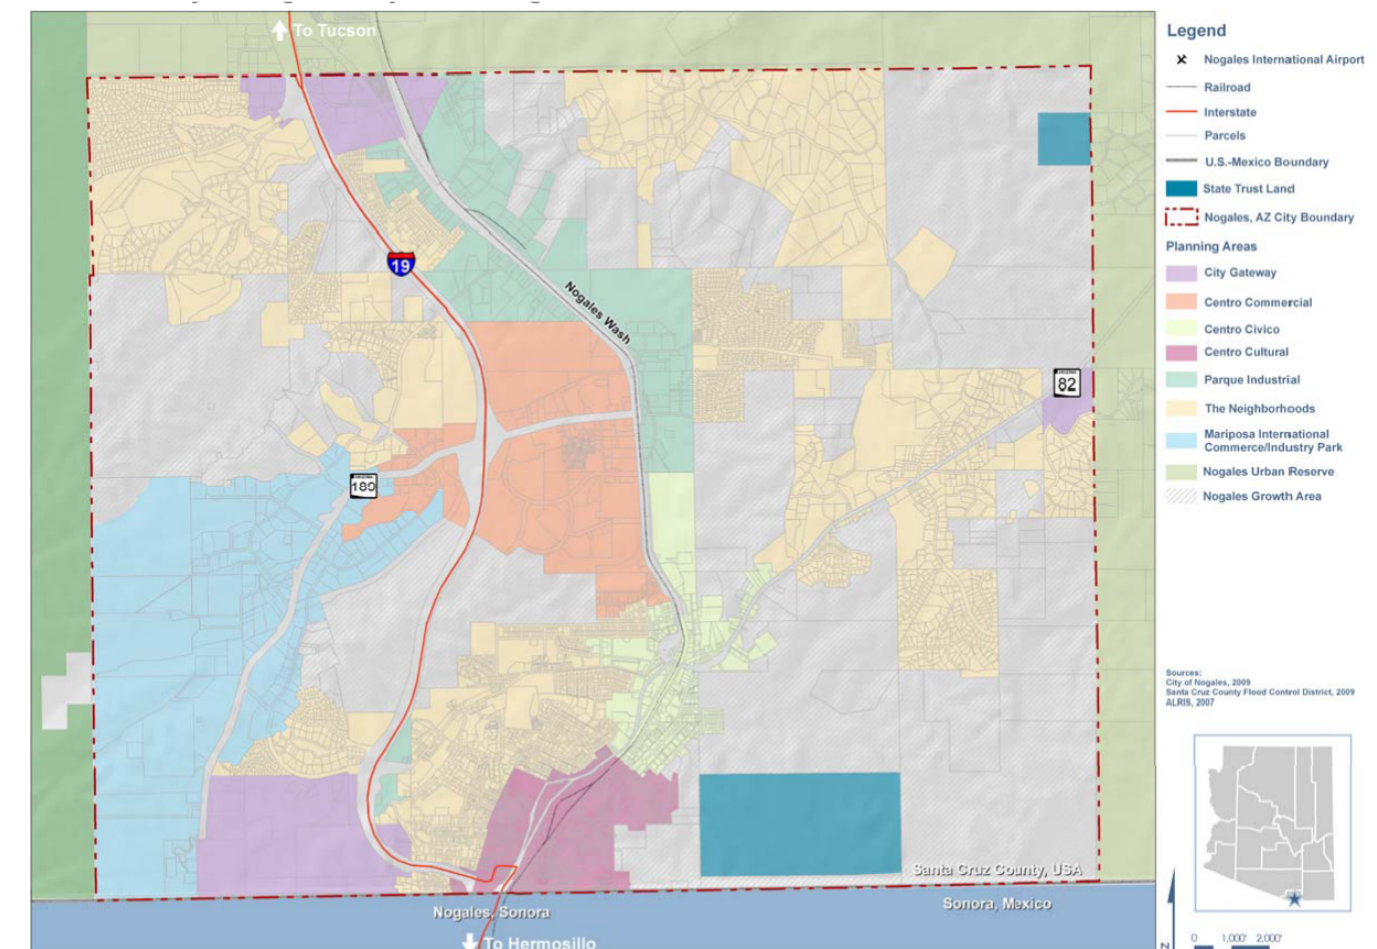 To Tucson
19
Nogales Wash
82
189
Santa Cruz County, USA
Sonora, Mexico
Nogales, Sonora
To Hermosillo
Legend
Nogales International Airport
Railroad
Interstate
Parcels
U.S.-Mexico Boundary
State Trust Land
Nogales, AZ City Boundary
Planning Areas
City Gateway
Centro Commercial
Centro Civico
Centro Cultural
Parque Industrial
The Neighborhoods
Mariposa International
Commerce/Industry Park
Nogales Urban Reserve
Nogales Growth Area
Sources:
City of Nogales, 2009
Santa Cruz County Flood Control District, 2009
ALRIS, 2007
N
0 1,000' 2,000'